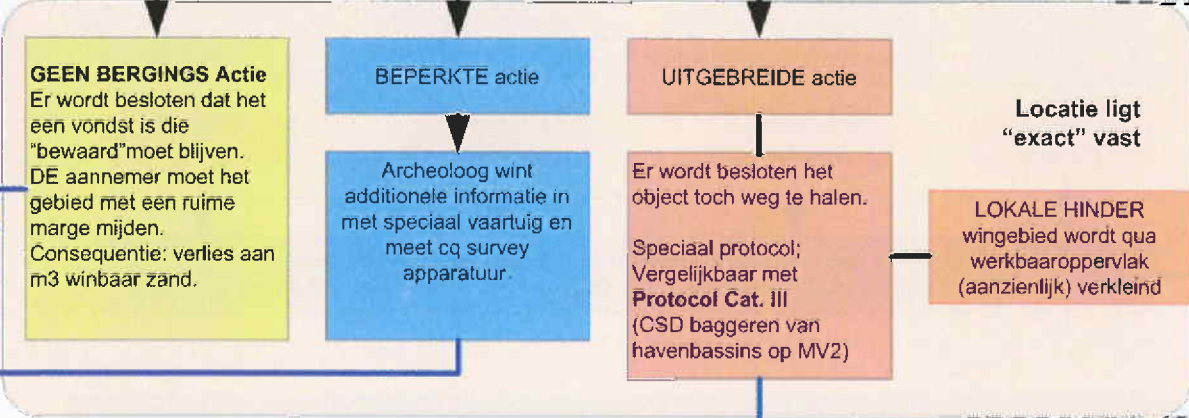 GEEN BERGINGS Actie
Er wordt besloten dat het
een vondst is die
"bewaard"moet blijven.
DE aannemer moet het
gebied met een ruime
marge mijden.
Consequentie: verlies aan
m3 winbaar zand.
BEPERKTE actie
Archeoloog wint
additionele informatie in
met speciaal vaartuig en
meet cq survey
apparatuur.
UITGEBREIDE actie
Er wordt besloten het
object toch weg te halen.
Speciaal protocol;
Vergelijkbaar met
Protocol Cat. III
(CSD baggeren van
havenbassins op MV2)
Locatie ligt
"exact" vast
LOKALE HINDER
wingebied wordt qua
werkbaaroppervlak
(aanzienlijk) verkleind